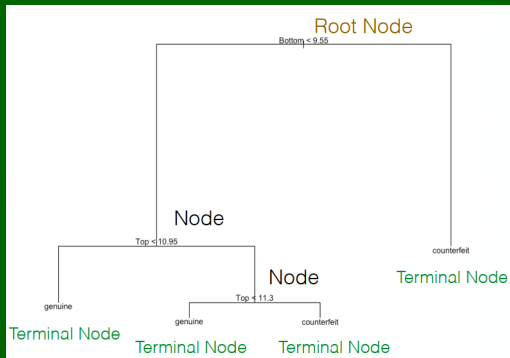 Root Node
Bottom < 9.55
Node
Top < 10.95
counterfeit
Node
Terminal Node
Top < 11.3
genuine
genuine
counterfeit
Terminal Node
Terminal Node
Terminal Node